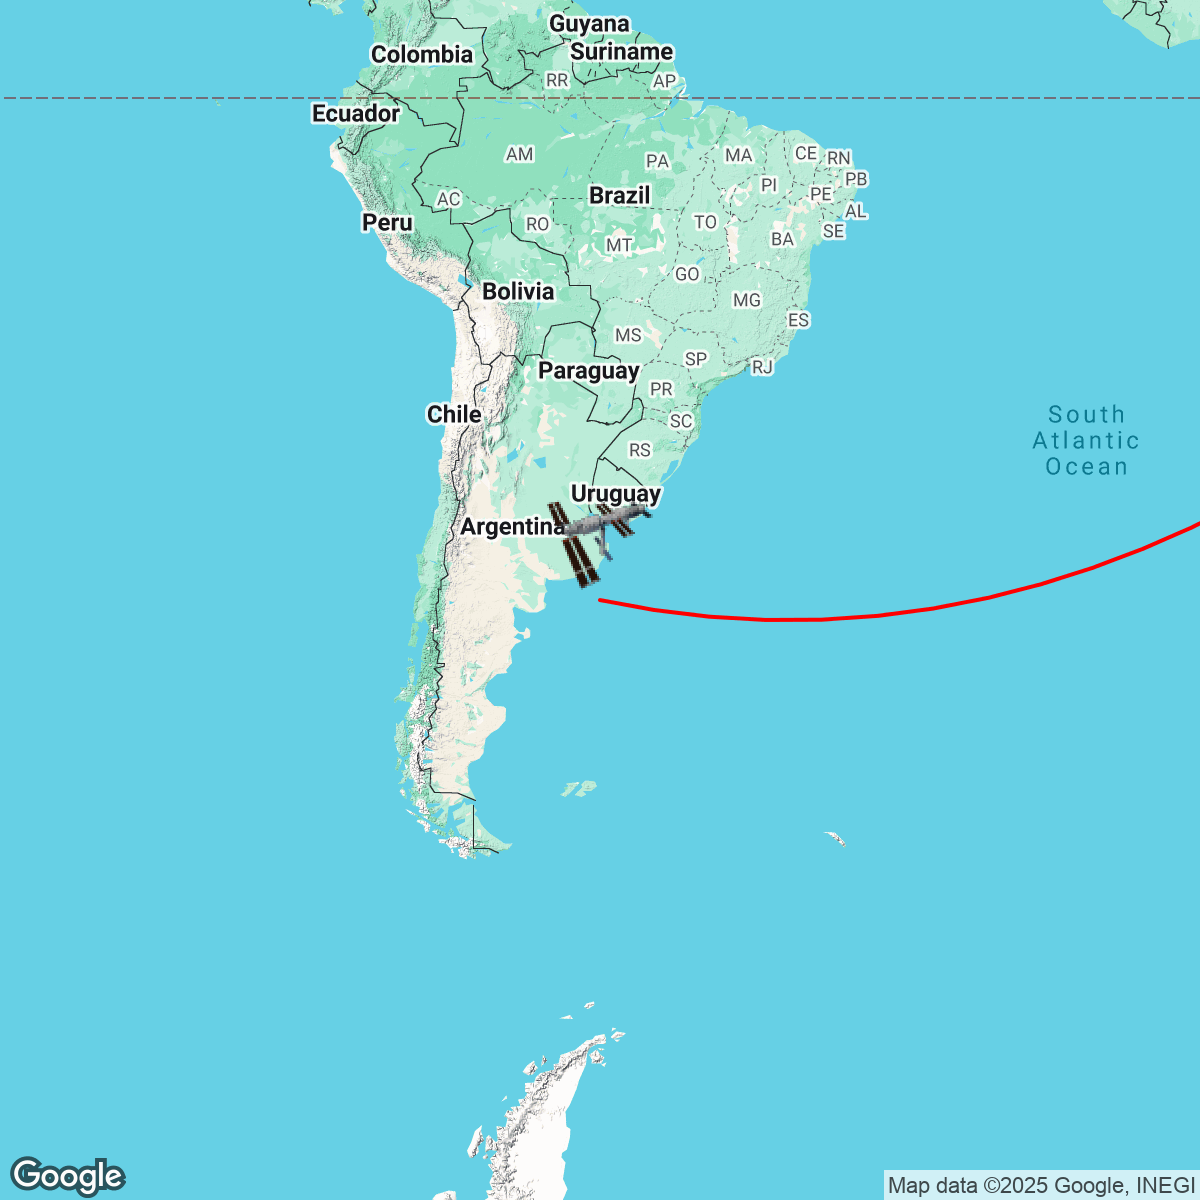 Guyana
Suriname
Colombia
RR
AP
Ecuador
AM
PA
MA
CE
RN
PI
PB
PE
AC
Brazil
AL
Peru
RO
TO
SE
MT
BA
GO
Bolivia
MG
ES
MS
SP
RJ
Paraguay
PR
Chile
SC
South
Atlantic
Ocean
RS
Uruguay
Argentina
Google
Map data ©2025 Google, INEGI